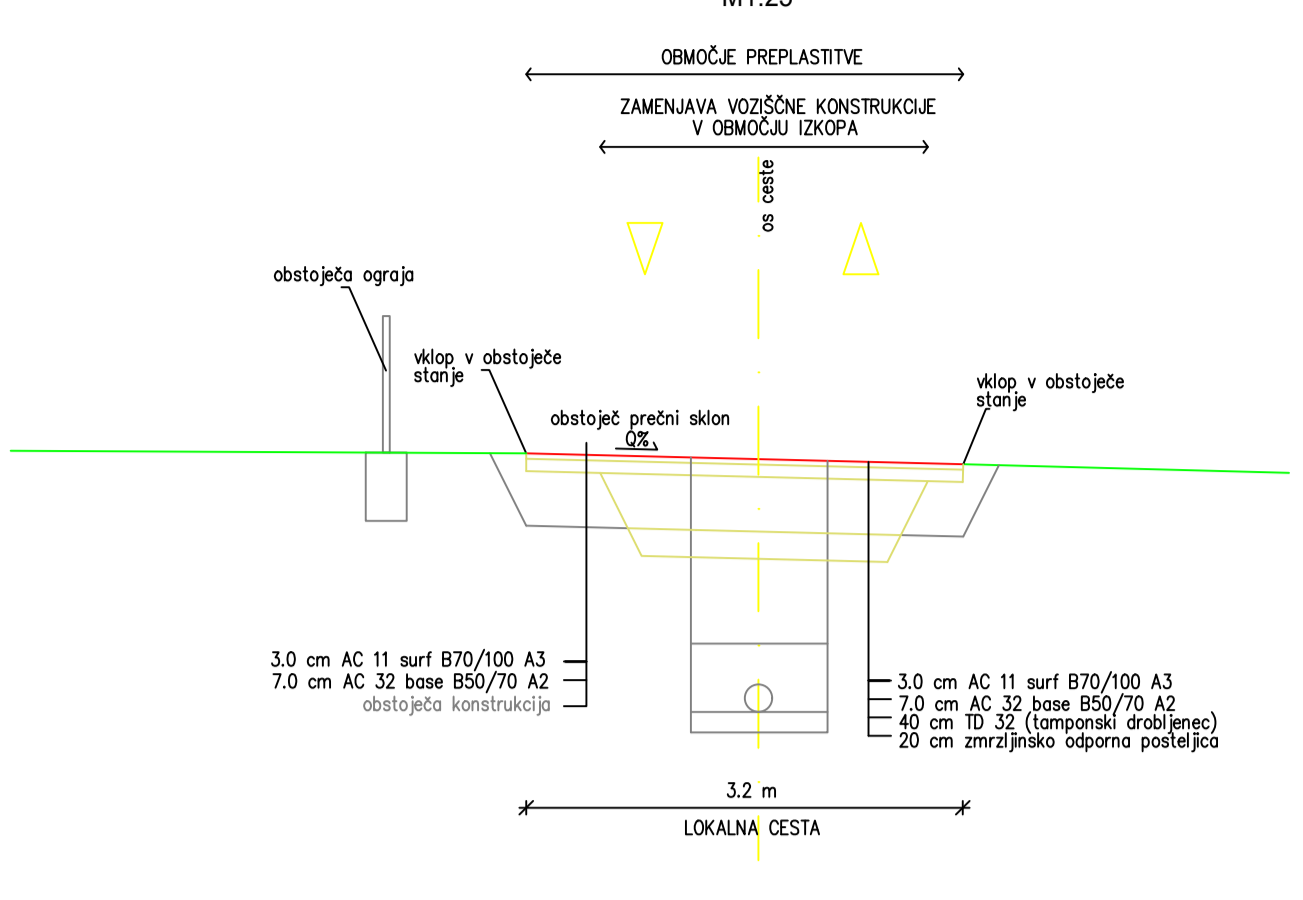 M1:25
OBMOČJE PREPLASTITVE
ZAMENJAVA VOZIŠČNE KONSTRUKCIJE
V OBMOČJU IZKOPA
os ceste
obstoječa ograja
vklop v obstoječe
stanje
vklop v obstoječe
stanje
obstoječ prečni sklon
Q%
3.0 cm AC 11 surf B70/100 A3
7.0 cm AC 32 base B50/70 A2
obstoječa konstrukcija
3.0 cm AC 11 surf B70/100 A3
7.0 cm AC 32 base B50/70 A2
40 cm TD 32 (tamponski drobljenec)
20 cm zmrzljinsko odporna posteljica
3.2 m
LOKALNA CESTA